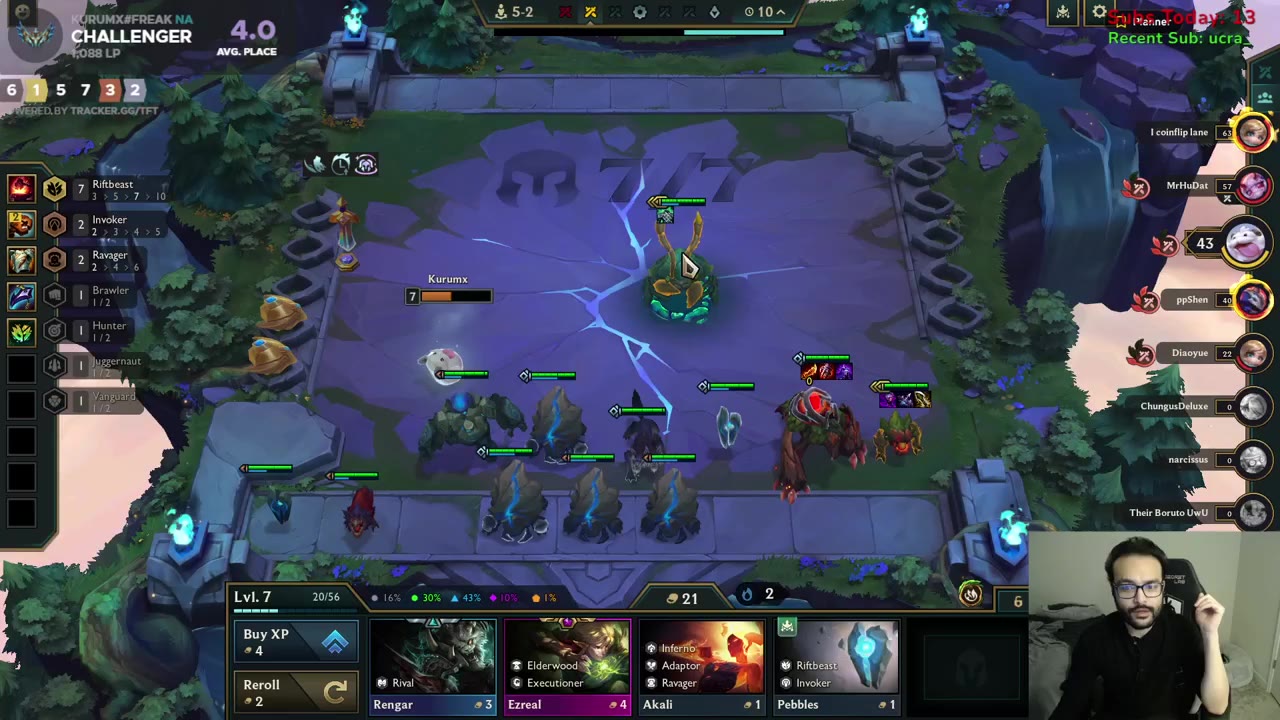 KURUMX#FREAK NA
CHALLENGER
1,088 LP
4.0
AVG. PLACE
6 1 5 7 3 2
POWERED BY TRACKER.GG/TFT
5-2
10
Planner
Subs Today: 13
Recent Sub: ucra
7/7
7 Riftbeast
3 > 5 > 7 > 10
2 Invoker
2 > 3 > 4 > 5
2 Ravager
2 > 4 > 6
1 Brawler
1 / 2
1 Hunter
1 / 2
1 Juggernaut
1 / 2
1 Vanguard
1 / 2
Kurumx
7
0
I coinflip lane 63
MrHuDat 57
43
ppShen 40
Diaoyue 22
ChungusDeluxe 0
narcissus 0
Their Boruto UwU 0
Lvl. 7 20/56
16% 30% 43% 10% 1%
21
2
6
Buy XP
4
Reroll
2
Rival
Rengar 3
Elderwood
Executioner
Ezreal 4
Inferno
Adaptor
Ravager
Akali 1
Riftbeast
Invoker
Pebbles 1